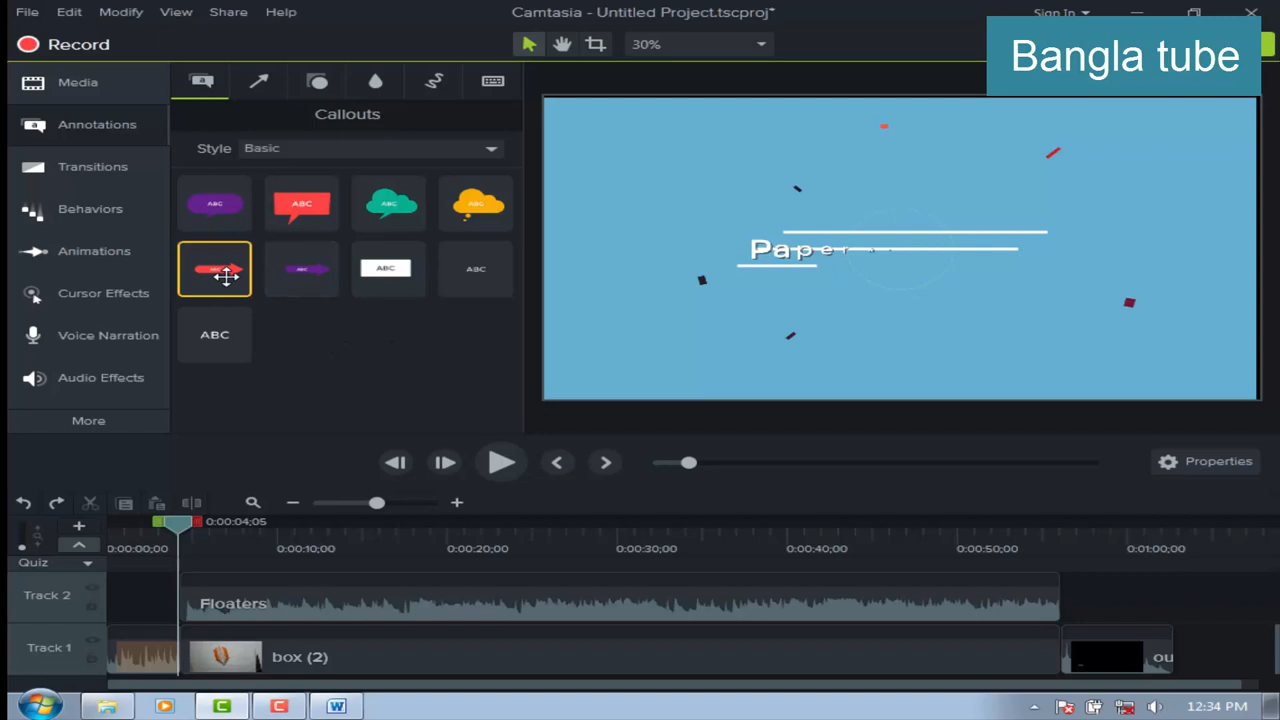 File Edit Modify View Share Help Camtasia - Untitled Project.tscproj* Sign In
Record 30% Bangla tube
Media
Annotations
Transitions
Behaviors
Animations
Cursor Effects
Voice Narration
Audio Effects
More
Callouts
Style Basic
ABC ABC ABC ABC
ABC ABC ABC ABC
ABC
Paper
Properties
0:00:04;05
0:00:00;00 0:00:10;00 0:00:20;00 0:00:30;00 0:00:40;00 0:00:50;00 0:01:00;00
Quiz
Track 2 Floaters
Track 1 box (2) ou
12:34 PM